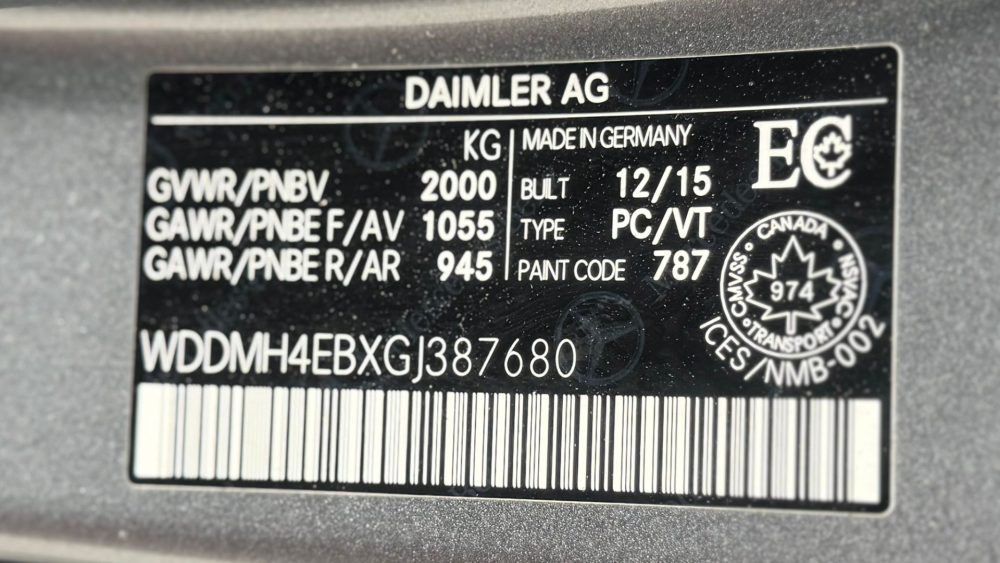 DAIMLER AG
KG
GVWR/PNBV 2000
GAWR/PNBE F/AV 1055
GAWR/PNBE R/AR 945
MADE IN GERMANY
BUILT 12/15
TYPE PC/VT
PAINT CODE 787
EC
CANADA
CMVSS 974 NSVAC
TRANSPORT
ICES/NMB-002
WDDMH4EBXGJ387680